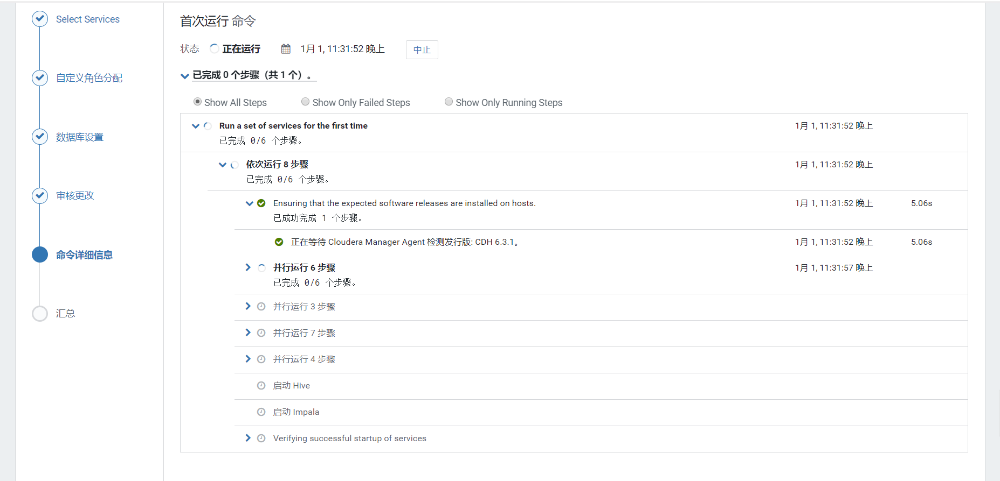 Select Services
自定义角色分配
数据库设置
审核更改
命令详细信息
汇总
首次运行 命令
状态 正在运行 1月 1, 11:31:52 晚上 中止
已完成 0 个步骤（共 1 个）。
Show All Steps Show Only Failed Steps Show Only Running Steps
Run a set of services for the first time 1月 1, 11:31:52 晚上
已完成 0/6 个步骤。
依次运行 8 步骤 1月 1, 11:31:52 晚上
已完成 0/6 个步骤。
Ensuring that the expected software releases are installed on hosts. 1月 1, 11:31:52 晚上 5.06s
已成功完成 1 个步骤。
正在等待 Cloudera Manager Agent 检测发行版: CDH 6.3.1。 1月 1, 11:31:52 晚上 5.06s
并行运行 6 步骤 1月 1, 11:31:57 晚上
已完成 0/6 个步骤。
并行运行 3 步骤
并行运行 7 步骤
并行运行 4 步骤
启动 Hive
启动 Impala
Verifying successful startup of services